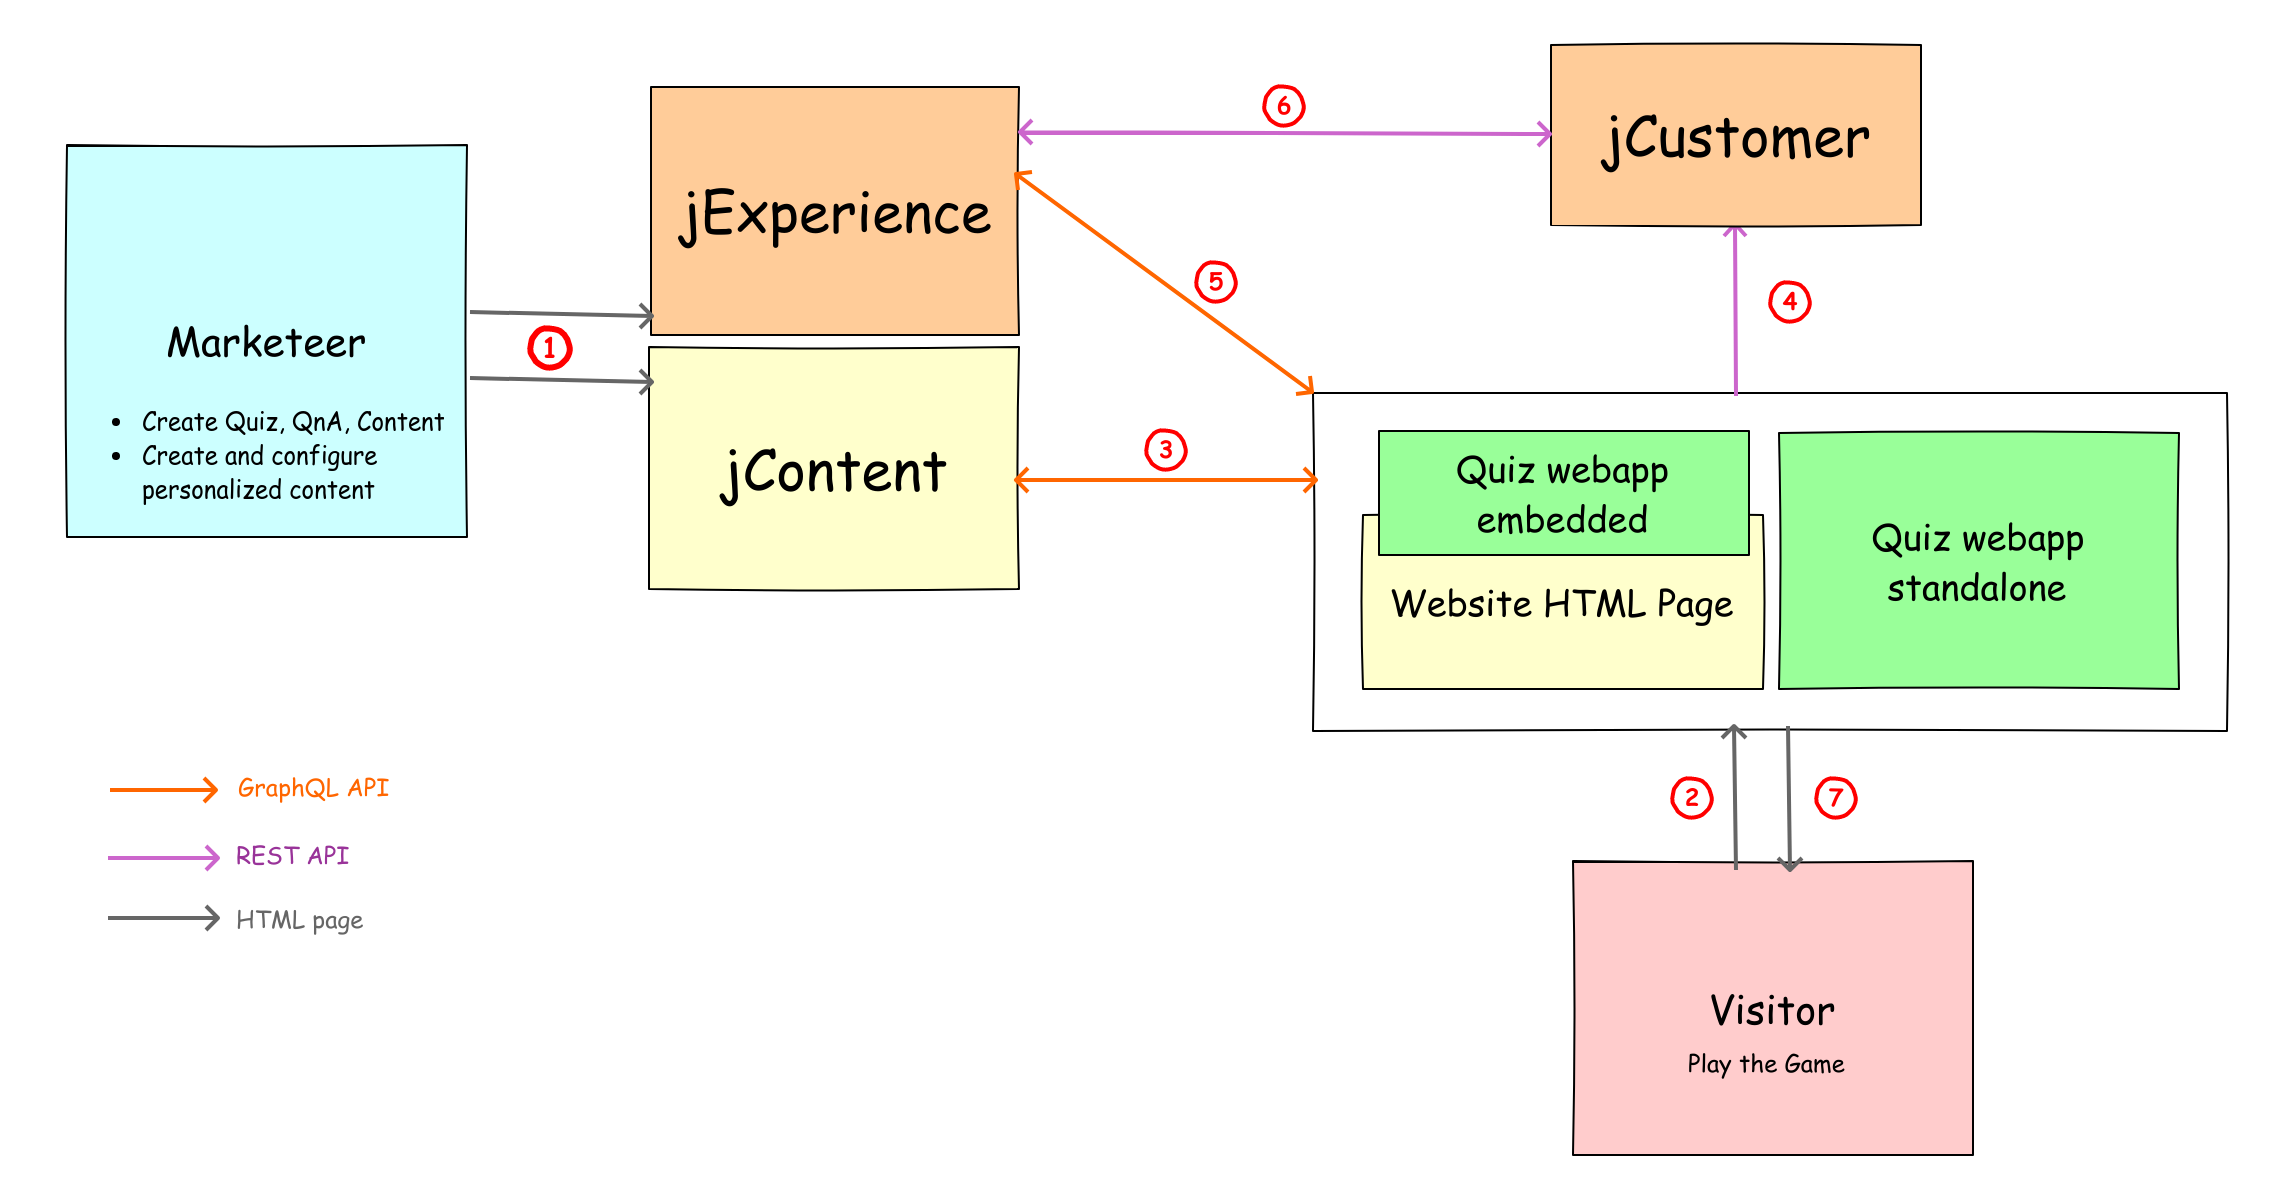 jCustomer
6
jExperience
5
4
Marketeer
1
• Create Quiz, QnA, Content
• Create and configure
personalized content
jContent
3
Quiz webapp
embedded
Website HTML Page
Quiz webapp
standalone
GraphQL API
REST API
HTML page
2
7
Visitor
Play the Game